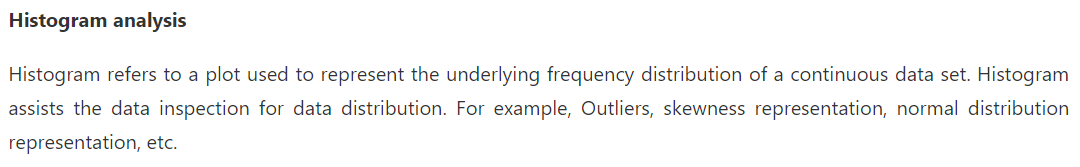 Histogram analysis
Histogram refers to a plot used to represent the underlying frequency distribution of a continuous data set. Histogram
assists the data inspection for data distribution. For example, Outliers, skewness representation, normal distribution
representation, etc.